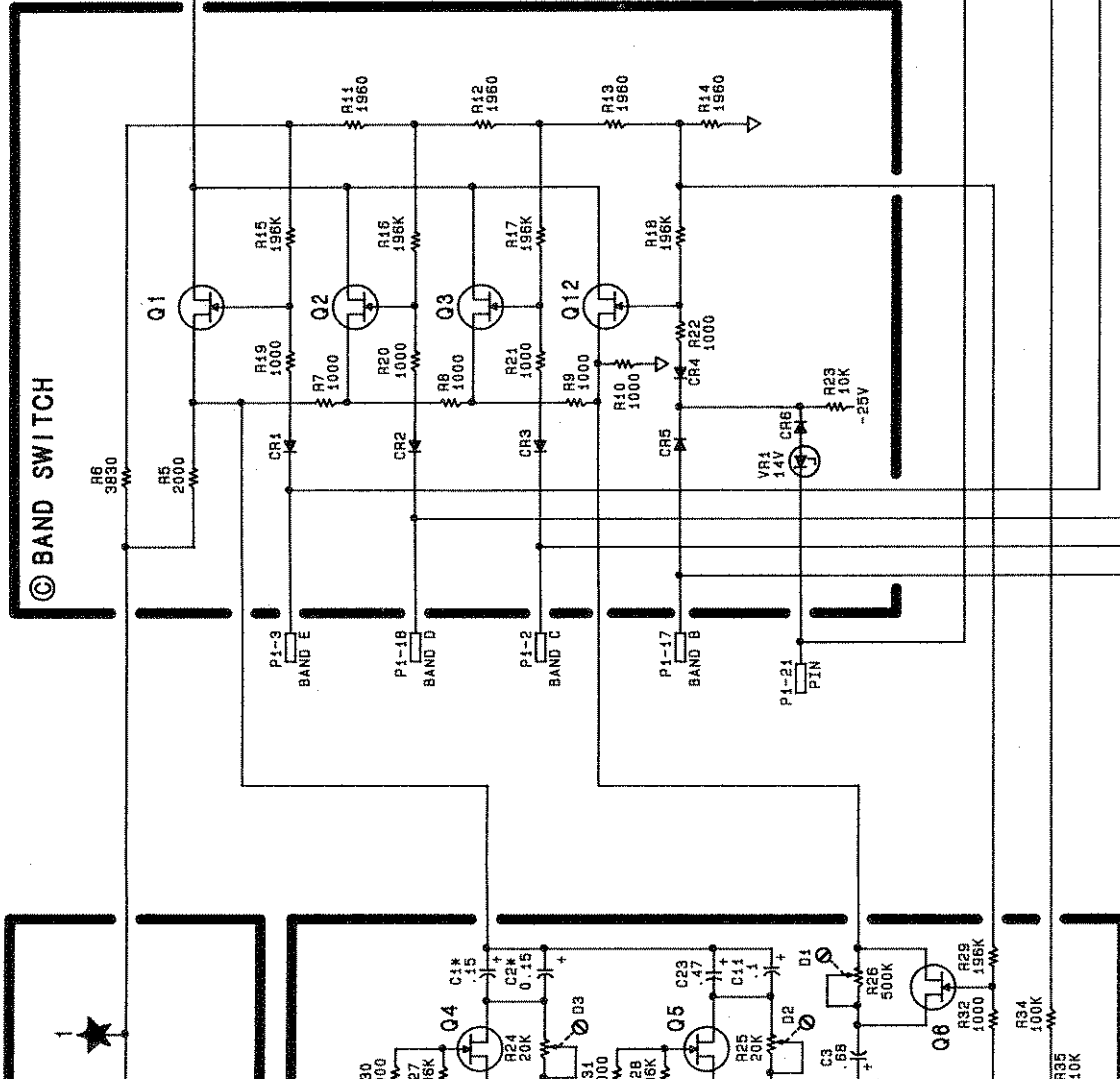 © BAND SWITCH
R11
1960
R12
1960
R13
1960
R14
1960
R15
196K
R16
196K
R17
196K
R18
196K
Q1
Q2
Q3
Q12
R19
1000
R7
1000
R20
1000
R8
1000
R21
1000
R9
1000
R10
1000
R22
1000
CR4
R23
10K
-25V
R6
3830
R5
2000
CR1
CR2
CR3
CR5
VR1
14V
CR6
P1-3
BAND E
P1-18
BAND D
P1-2
BAND C
P1-17
BAND B
P1-21
PIN
1
C1*
.15
+
C2*
0.15
+
C23
.47
+
C11
.1
+
D1
R26
500K
R29
196K
Q4
R24
20K
D3
Q5
R25
20K
D2
C3
.68
+
Q6
R32
1000
R34
100K
R35
10K